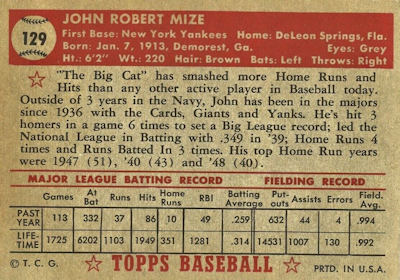 129
JOHN ROBERT MIZE
First Base: New York Yankees Home: DeLeon Springs, Fla.
Born: Jan. 7, 1913, Demorest, Ga. Eyes: Grey
Ht: 6'2" Wt.: 220 Hair: Brown Bats: Left Throws: Right
"The Big Cat" has smashed more Home Runs and
Hits than any other active player in Baseball today.
Outside of 3 years in the Navy, John has been in the majors
since 1936 with the Cards, Giants and Yanks. He's hit 3
homers in a game 6 times to set a Big League record; led the
National League in Batting with .349 in '39; Home Runs 4
times and Runs Batted In 3 times. His top Home Run years
were 1947 (51), '40 (43) and '48 (40).
MAJOR LEAGUE BATTING RECORD FIELDING RECORD
Games At Bat Runs Hits Home Runs RBI Batting Average Put-outs Assists Errors Field. Avg.
PAST YEAR 113 332 37 86 10 49 .259 632 44 4 .994
LIFE-TIME 1725 6202 1103 1949 351 1281 .314 14531 1007 130 .992
© T. C. G. TOPPS BASEBALL PRTD. IN U.S.A.